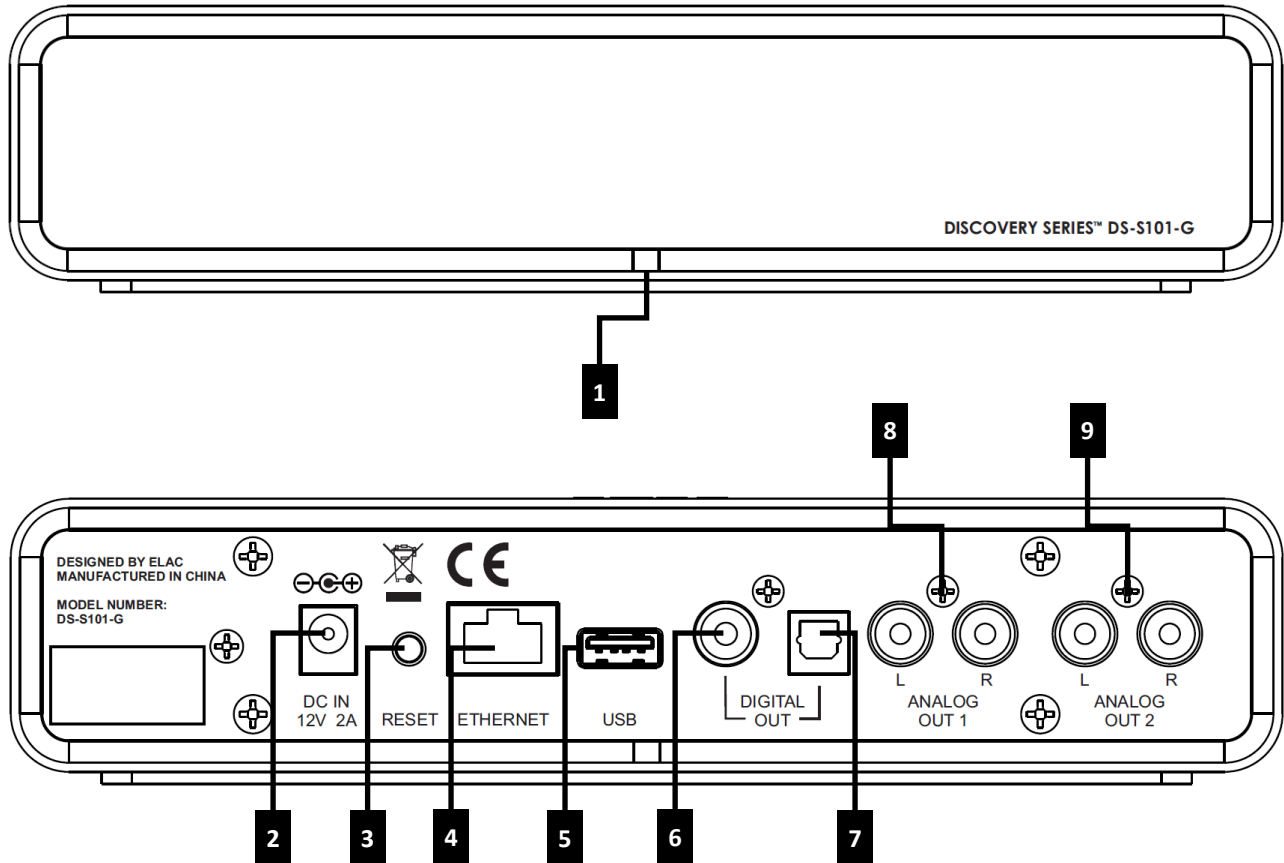 DISCOVERY SERIES™ DS-S101-G
1
8
9
DESIGNED BY ELAC
MANUFACTURED IN CHINA
MODEL NUMBER:
DS-S101-G
CE
DC IN
12V 2A
RESET
ETHERNET
USB
DIGITAL
OUT
L
R
ANALOG
OUT 1
L
R
ANALOG
OUT 2
2
3
4
5
6
7